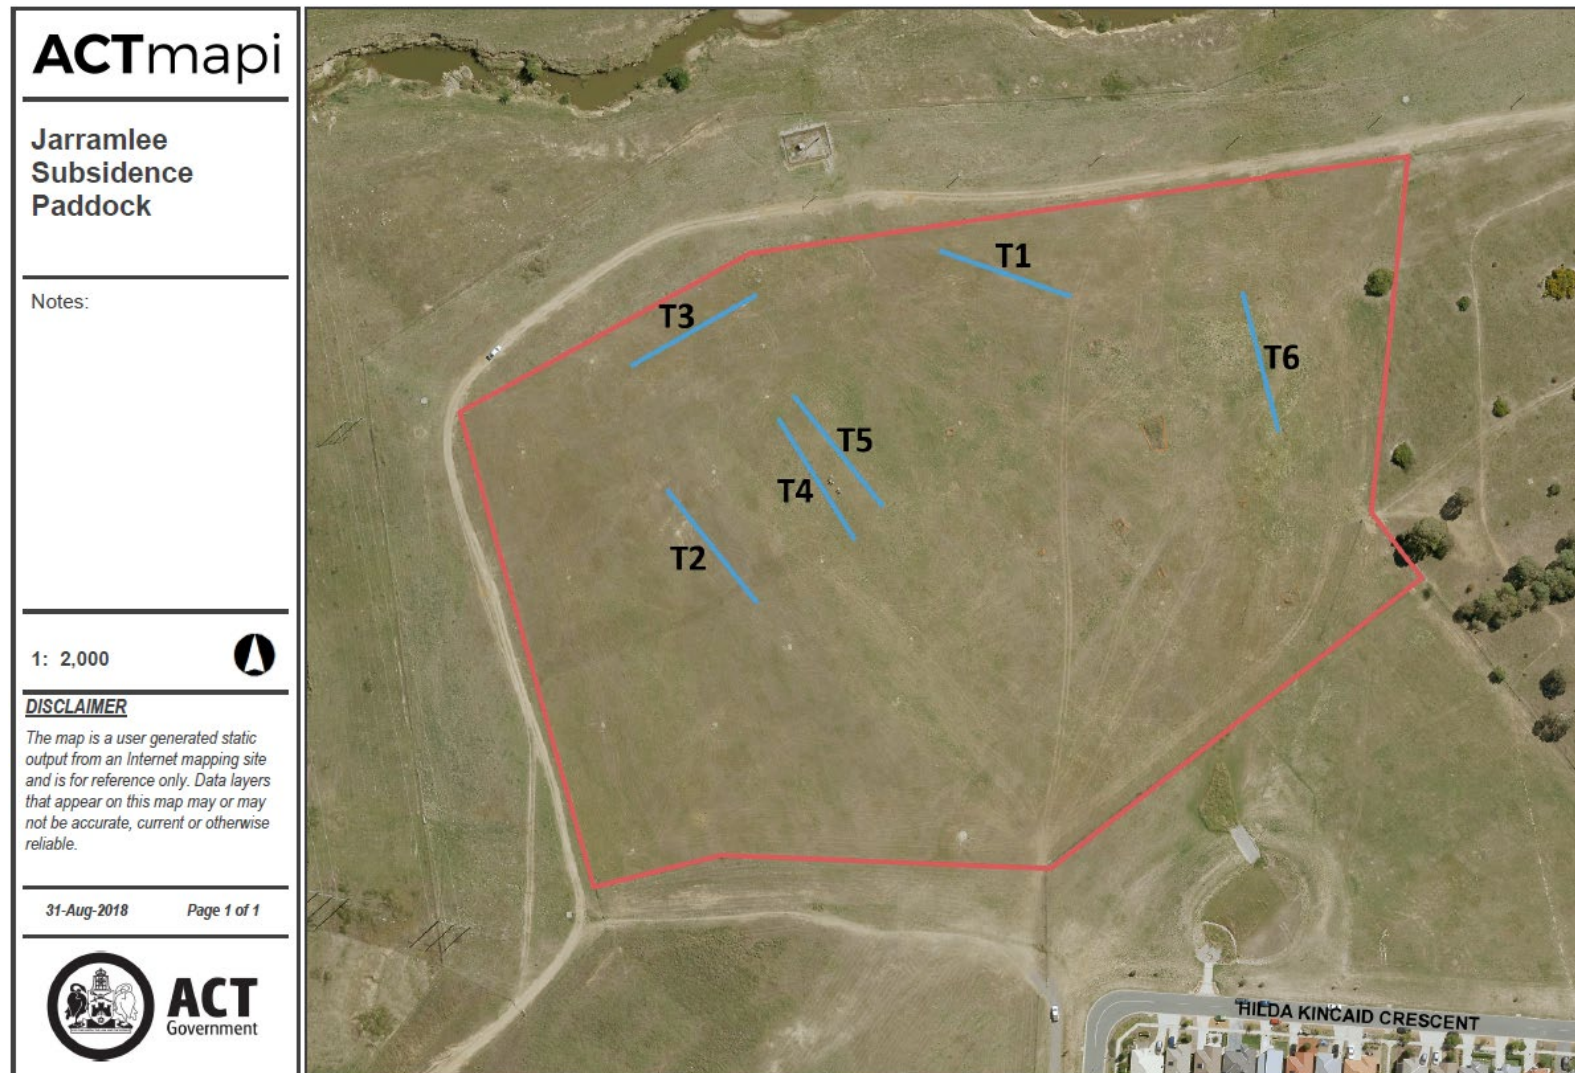 ACTmapi
Jarramlee
Subsidence
Paddock
Notes:
1: 2,000
DISCLAIMER
The map is a user generated static
output from an Internet mapping site
and is for reference only. Data layers
that appear on this map may or may
not be accurate, current or otherwise
reliable.
31-Aug-2018 Page 1 of 1
ACT
Government
T1
T3
T6
T5
T4
T2
HILDA KINCAID CRESCENT